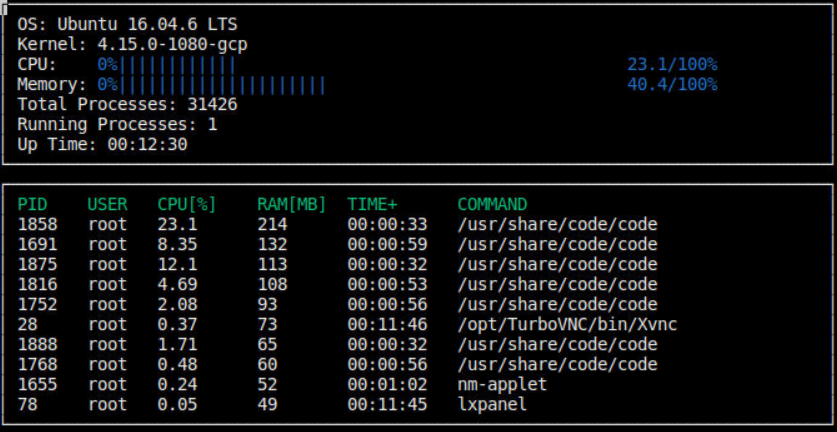 OS: Ubuntu 16.04.6 LTS
Kernel: 4.15.0-1080-gcp
CPU: 0%|||||||||||| 23.1/100%
Memory: 0%||||||||||||||||||||| 40.4/100%
Total Processes: 31426
Running Processes: 1
Up Time: 00:12:30
PID USER CPU[%] RAM[MB] TIME+ COMMAND
1858 root 23.1 214 00:00:33 /usr/share/code/code
1691 root 8.35 132 00:00:59 /usr/share/code/code
1875 root 12.1 113 00:00:32 /usr/share/code/code
1816 root 4.69 108 00:00:53 /usr/share/code/code
1752 root 2.08 93 00:00:56 /usr/share/code/code
28 root 0.37 73 00:11:46 /opt/TurboVNC/bin/Xvnc
1888 root 1.71 65 00:00:32 /usr/share/code/code
1768 root 0.48 60 00:00:56 /usr/share/code/code
1655 root 0.24 52 00:01:02 nm-applet
78 root 0.05 49 00:11:45 lxpanel